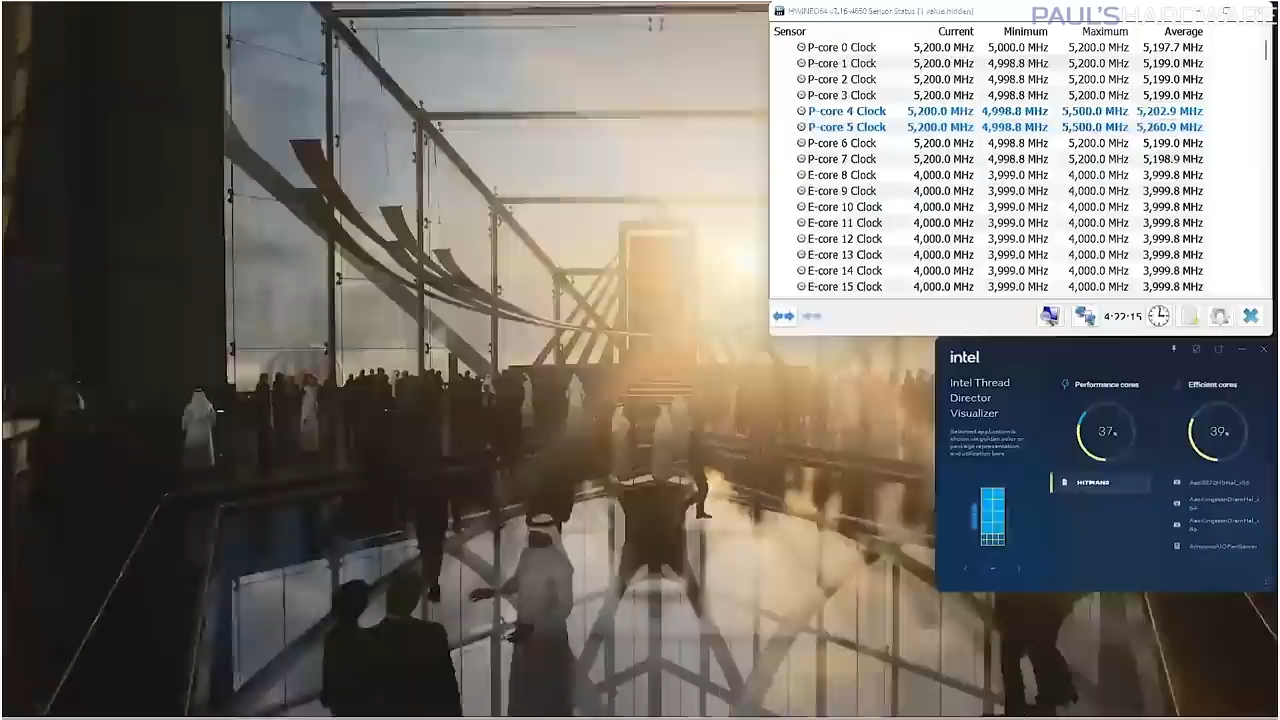 PAUL'SHARDWARE
HWiNFO64 v7.16-4650 Sensor Status [1 value hidden]
Sensor Current Minimum Maximum Average
P-core 0 Clock 5,200.0 MHz 5,000.0 MHz 5,200.0 MHz 5,197.7 MHz
P-core 1 Clock 5,200.0 MHz 4,998.8 MHz 5,200.0 MHz 5,199.0 MHz
P-core 2 Clock 5,200.0 MHz 4,998.8 MHz 5,200.0 MHz 5,199.0 MHz
P-core 3 Clock 5,200.0 MHz 4,998.8 MHz 5,200.0 MHz 5,199.0 MHz
P-core 4 Clock 5,200.0 MHz 4,998.8 MHz 5,500.0 MHz 5,202.9 MHz
P-core 5 Clock 5,200.0 MHz 4,998.8 MHz 5,500.0 MHz 5,260.9 MHz
P-core 6 Clock 5,200.0 MHz 4,998.8 MHz 5,200.0 MHz 5,199.0 MHz
P-core 7 Clock 5,200.0 MHz 4,998.8 MHz 5,200.0 MHz 5,198.9 MHz
E-core 8 Clock 4,000.0 MHz 3,999.0 MHz 4,000.0 MHz 3,999.8 MHz
E-core 9 Clock 4,000.0 MHz 3,999.0 MHz 4,000.0 MHz 3,999.8 MHz
E-core 10 Clock 4,000.0 MHz 3,999.0 MHz 4,000.0 MHz 3,999.8 MHz
E-core 11 Clock 4,000.0 MHz 3,999.0 MHz 4,000.0 MHz 3,999.8 MHz
E-core 12 Clock 4,000.0 MHz 3,999.0 MHz 4,000.0 MHz 3,999.8 MHz
E-core 13 Clock 4,000.0 MHz 3,999.0 MHz 4,000.0 MHz 3,999.8 MHz
E-core 14 Clock 4,000.0 MHz 3,999.0 MHz 4,000.0 MHz 3,999.8 MHz
E-core 15 Clock 4,000.0 MHz 3,999.0 MHz 4,000.0 MHz 3,999.8 MHz
4:22:15
intel
Intel Thread
Director
Visualizer
Selected application is
shown as golden color on
package representation
and utilization bars
Performance cores
37%
HITMAN3
Efficient cores
39%